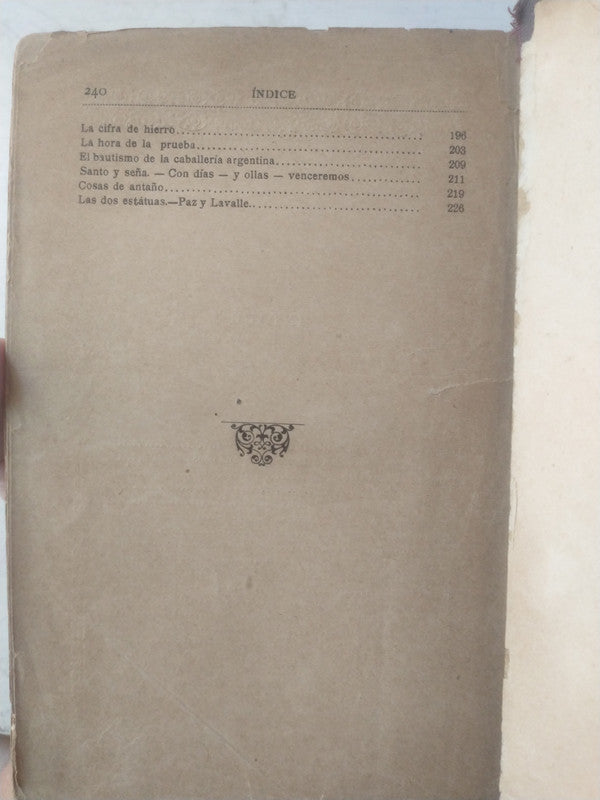 240 ÍNDICE
La cifra de hierro........ 196
La hora de la prueba........ 203
El bautismo de la caballería argentina........ 209
Santo y seña. — Con días — y ollas — venceremos........ 211
Cosas de antaño........ 219
Las dos estátuas.—Paz y Lavalle........ 226